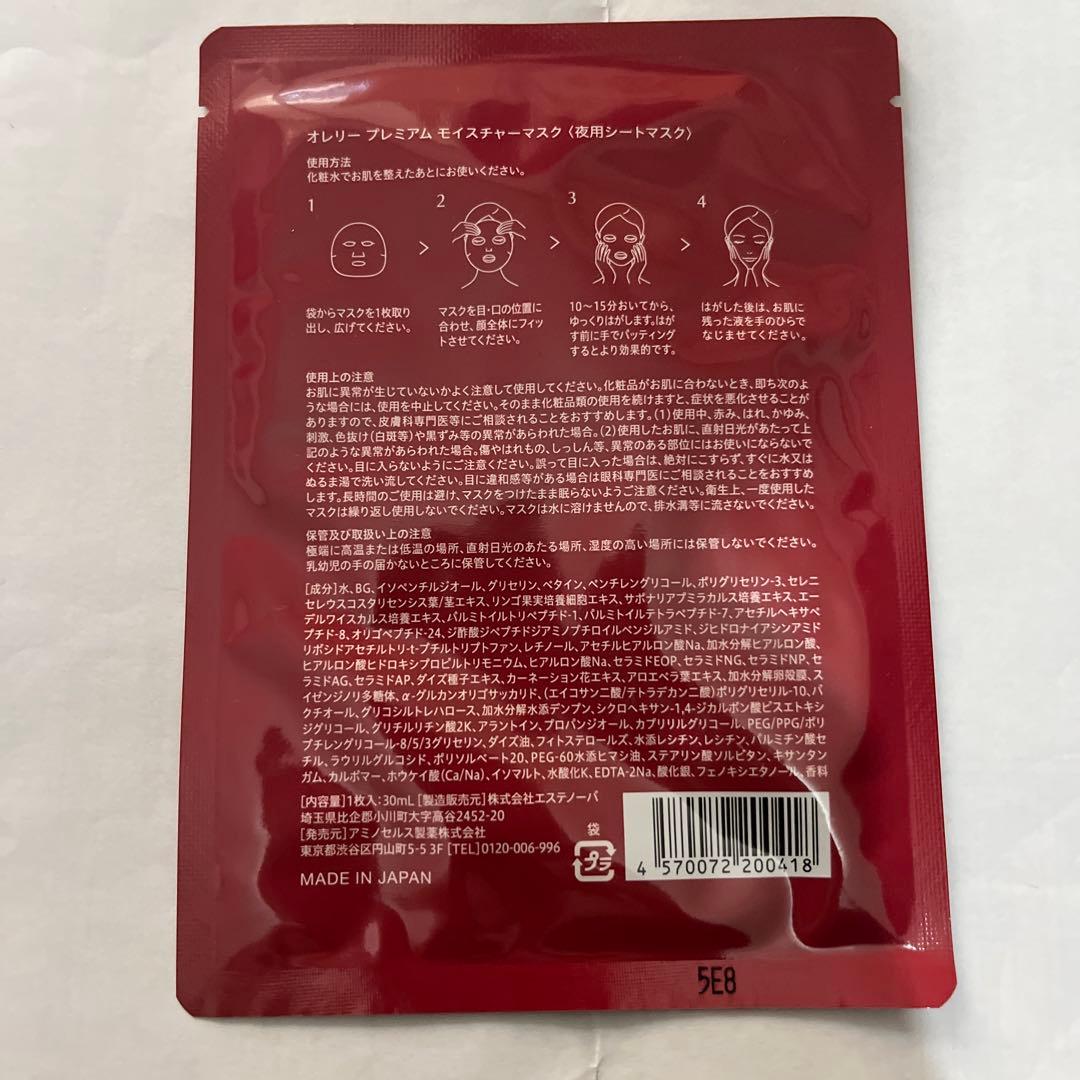 オレリー プレミアム モイスチャーマスク〈夜用シートマスク〉
使用方法
化粧水でお肌を整えたあとにお使いください。
1
2
3
4
袋からマスクを1枚取り
出し、広げてください。
マスクを目・口の位置に
合わせ、顔全体にフィッ
トさせてください。
10〜15分おいてから、
ゆっくりはがします。はが
す前に手でパッティング
するとより効果的です。
はがした後は、お肌に
残った液を手のひらで
なじませてください。
使用上の注意
お肌に異常が生じていないかよく注意して使用してください。化粧品がお肌に合わないとき、即ち次のよ
うな場合には、使用を中止してください。そのまま化粧品類の使用を続けますと、症状を悪化させることが
ありますので、皮膚科専門医等にご相談されることをおすすめします。(1)使用中、赤み、はれ、かゆみ、
刺激、色抜け(白斑等)や黒ずみ等の異常があらわれた場合。(2)使用したお肌に、直射日光があたって上
記のような異常があらわれた場合。傷やはれもの、しっしん等、異常のある部位にはお使いにならないで
ください。目に入らないようにご注意ください。誤って目に入った場合は、絶対にこすらず、すぐに水又は
ぬるま湯で洗い流してください。目に違和感等がある場合は眼科専門医にご相談されることをおすすめ
します。長時間のご使用は避け、マスクをつけたまま眠らないようご注意ください。衛生上、一度使用した
マスクは繰り返し使用しないでください。マスクは水に溶けませんので、排水溝等に流さないでください。
保管及び取扱い上の注意
極端に高温または低温の場所、直射日光のあたる場所、湿度の高い場所には保管しないでください。
乳幼児の手の届かないところに保管してください。
[成分]水、BG、イソペンチルジオール、グリセリン、ベタイン、ペンチレングリコール、ポリグリセリン-3、セレニ
セレウスコスタリセンシス葉/茎エキス、リンゴ果実培養細胞エキス、サポナリアプミラカルス培養エキス、エー
デルワイスカルス培養エキス、パルミトイルトリペプチド-1、パルミトイルテトラペプチド-7、アセチルヘキサペ
プチド-8、オリゴペプチド-24、ジ酢酸ジペプチドジアミノブチロイルベンジルアミド、ジヒドロナイアシンアミド
リボシドアセチルトリ-t-ブチルトリプトファン、レチノール、アセチルヒアルロン酸Na、加水分解ヒアルロン酸、
ヒアルロン酸ヒドロキシプロピルトリモニウム、ヒアルロン酸Na、セラミドEOP、セラミドNG、セラミドNP、セ
ラミドAG、セラミドAP、ダイズ種子エキス、カーネーション花エキス、アロエベラ葉エキス、加水分解卵殻膜、ス
イゼンジノリ多糖体、α-グルカンオリゴサッカリド、(エイコサン二酸/テトラデカン二酸)ポリグリセリル-10、バ
クチオール、グリコシルトレハロース、加水分解水添デンプン、シクロヘキサン-1,4-ジカルボン酸ビスエトキシ
ジグリコール、グリチルリチン酸2K、アラントイン、プロパンジオール、カプリリルグリコール、PEG/PPG/ポリ
ブチレングリコール-8/5/3グリセリン、ダイズ油、フィトステロールズ、水添レシチン、レシチン、パルミチン酸セ
チル、ラウリルグルコシド、ポリソルベート20、PEG-60水添ヒマシ油、ステアリン酸ソルビタン、キサンタン
ガム、カルボマー、ホウケイ酸(Ca/Na)、イソマルト、水酸化K、EDTA-2Na、酸化銀、フェノキシエタノール、香料
[内容量]1枚入:30mL [製造販売元]株式会社エステノーバ
埼玉県比企郡小川町大字高谷2452-20
[発売元]アミノセルス製薬株式会社
東京都渋谷区円山町5-5 3F [TEL]0120-006-996
MADE IN JAPAN
袋
プラ
4 570072 200418
5E8